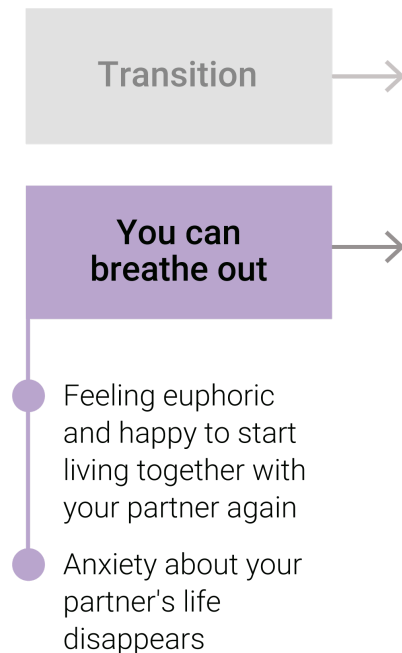 Transition
You can
breathe out
Feeling euphoric
and happy to start
living together with
your partner again
Anxiety about your
partner's life
disappears